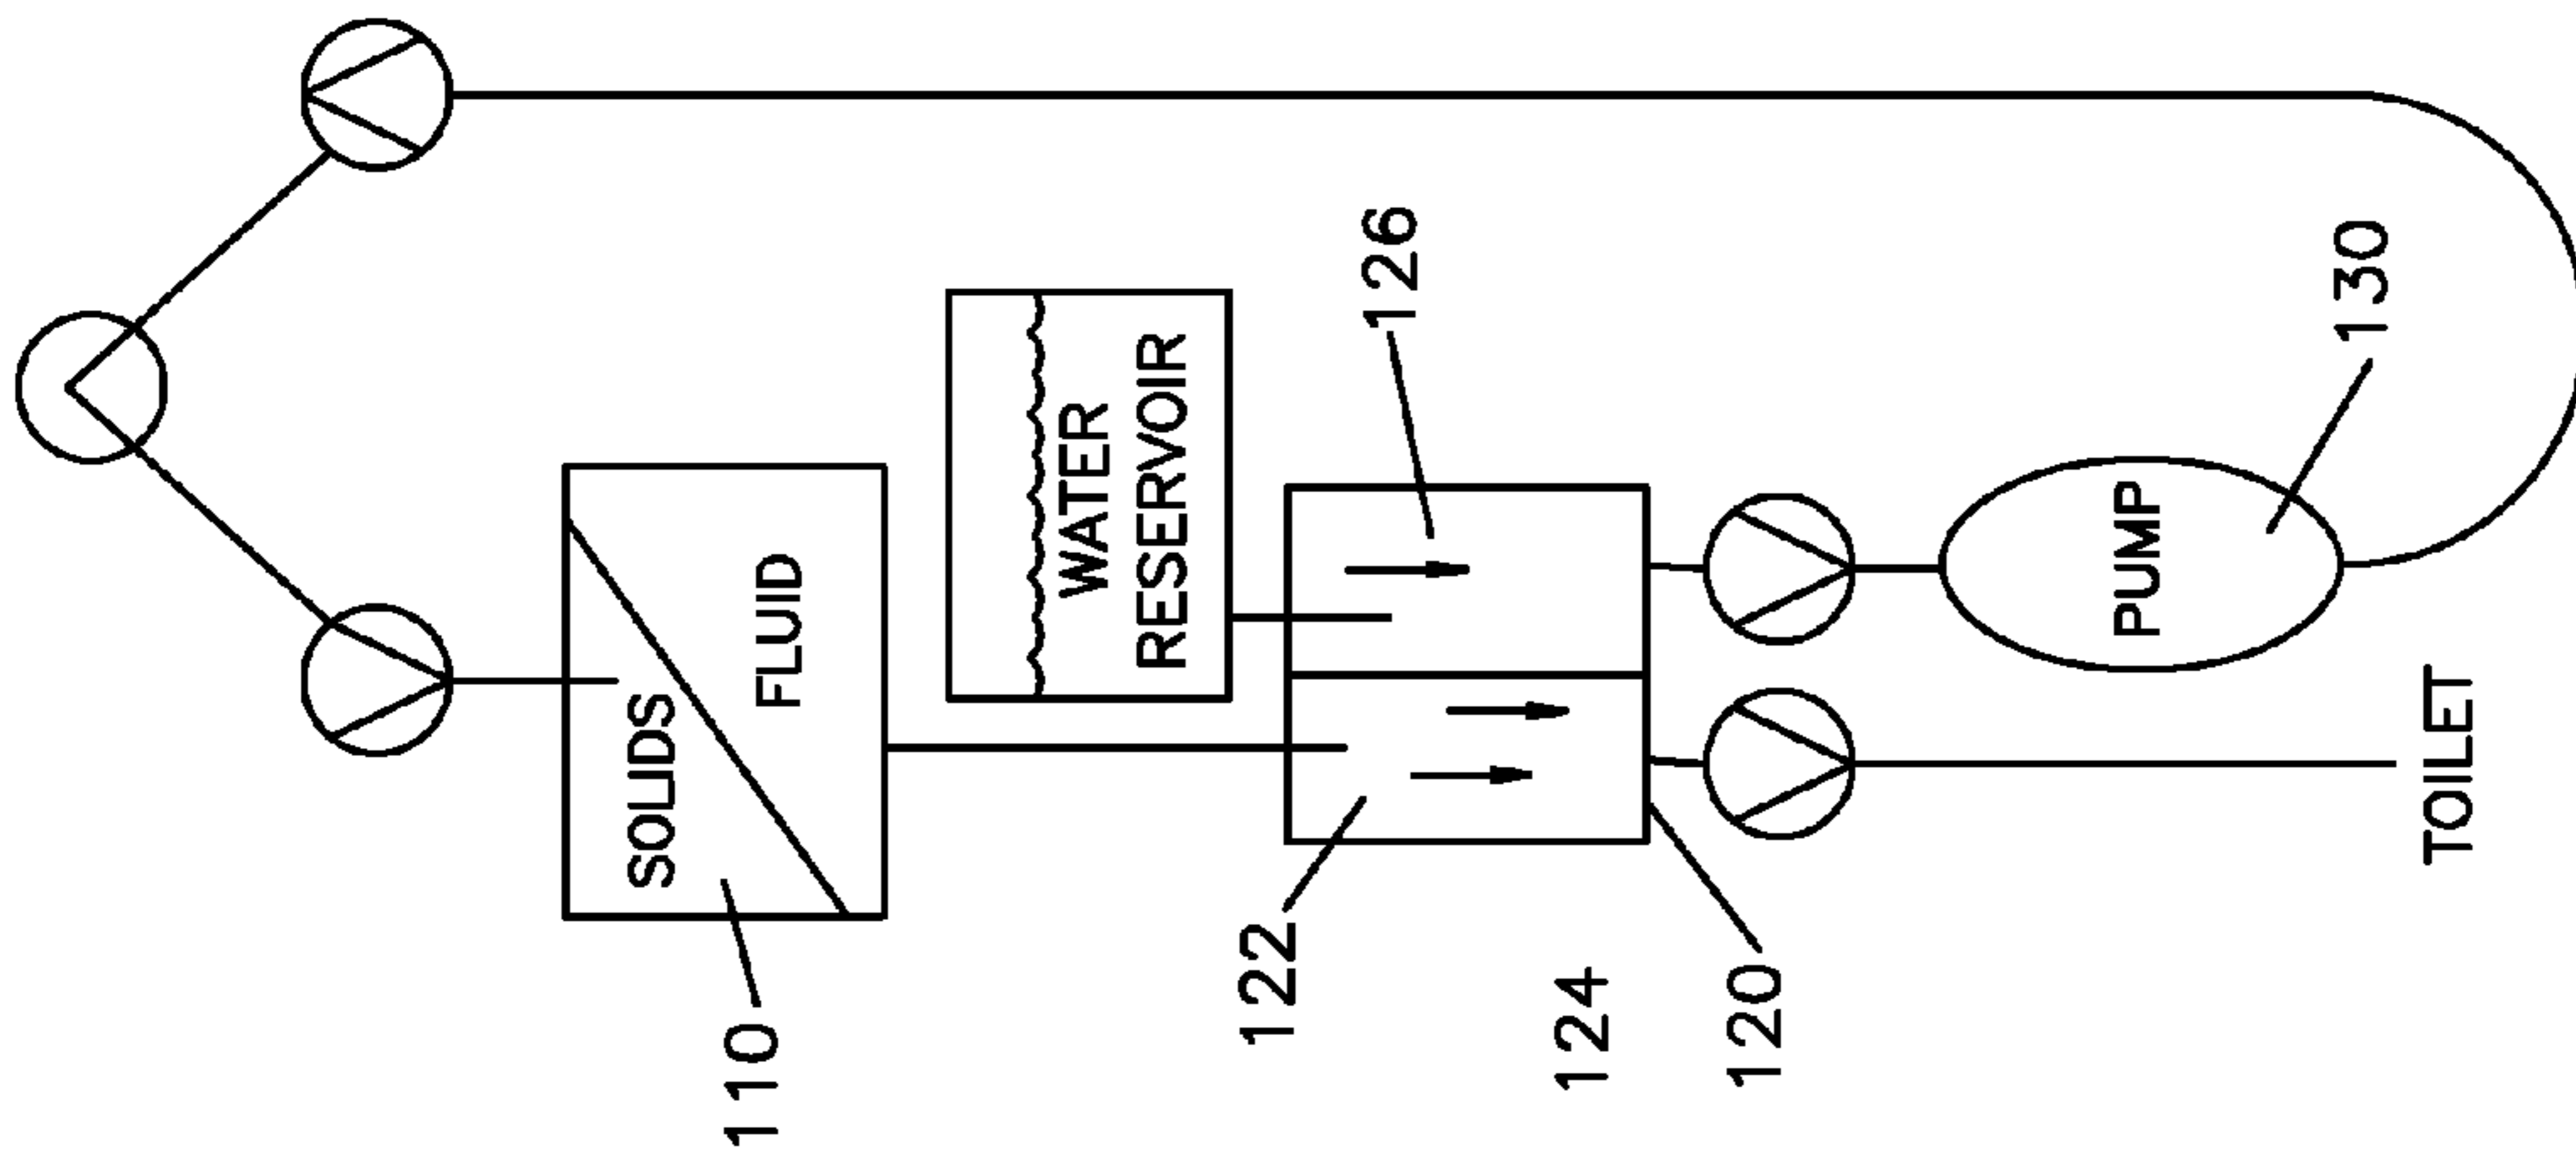 110
SOLIDS
FLUID
WATER
RESERVOIR
122
126
124
120
PUMP
130
TOILET